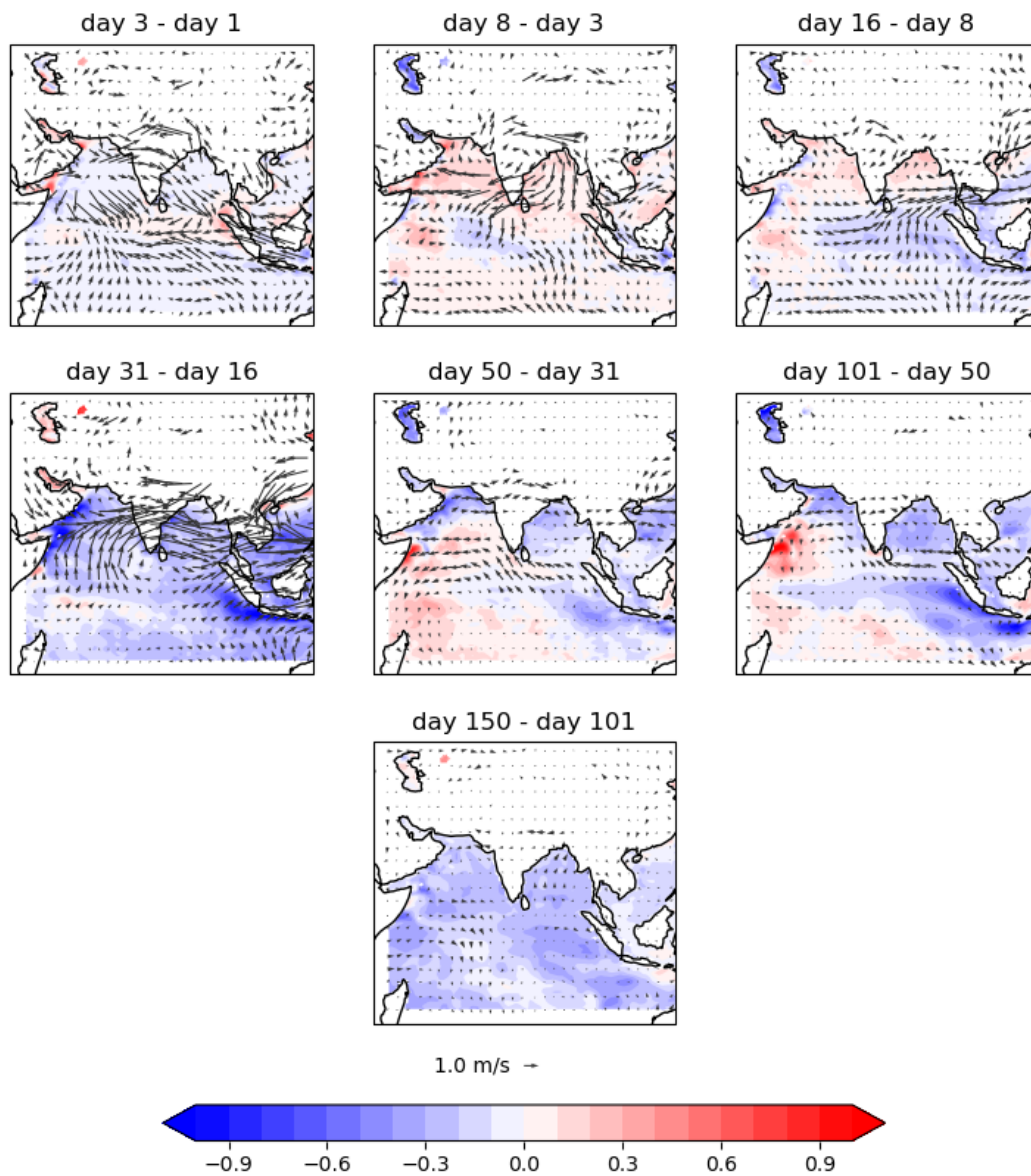 day 3 - day 1
day 8 - day 3
day 16 - day 8
day 31 - day 16
day 50 - day 31
day 101 - day 50
day 150 - day 101
1.0 m/s
−0.9 −0.6 −0.3 0.0 0.3 0.6 0.9